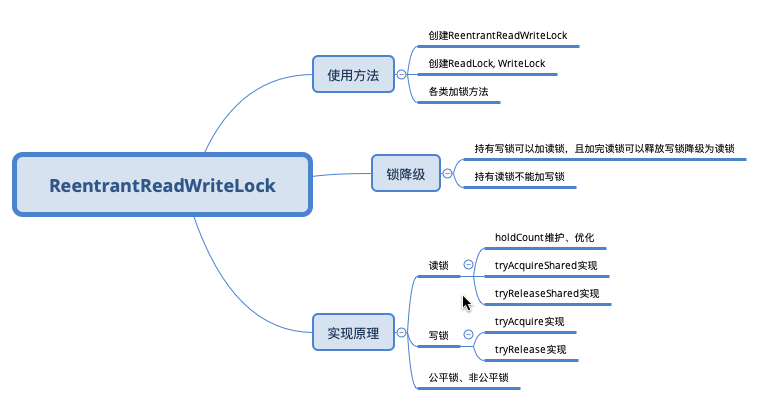 创建ReentrantReadWriteLock
使用方法
创建ReadLock, WriteLock
各类加锁方法
持有写锁可以加读锁，且加完读锁可以释放写锁降级为读锁
ReentrantReadWriteLock
锁降级
持有读锁不能加写锁
holdCount维护、优化
读锁
tryAcquireShared实现
tryReleaseShared实现
实现原理
tryAcquire实现
写锁
tryRelease实现
公平锁、非公平锁